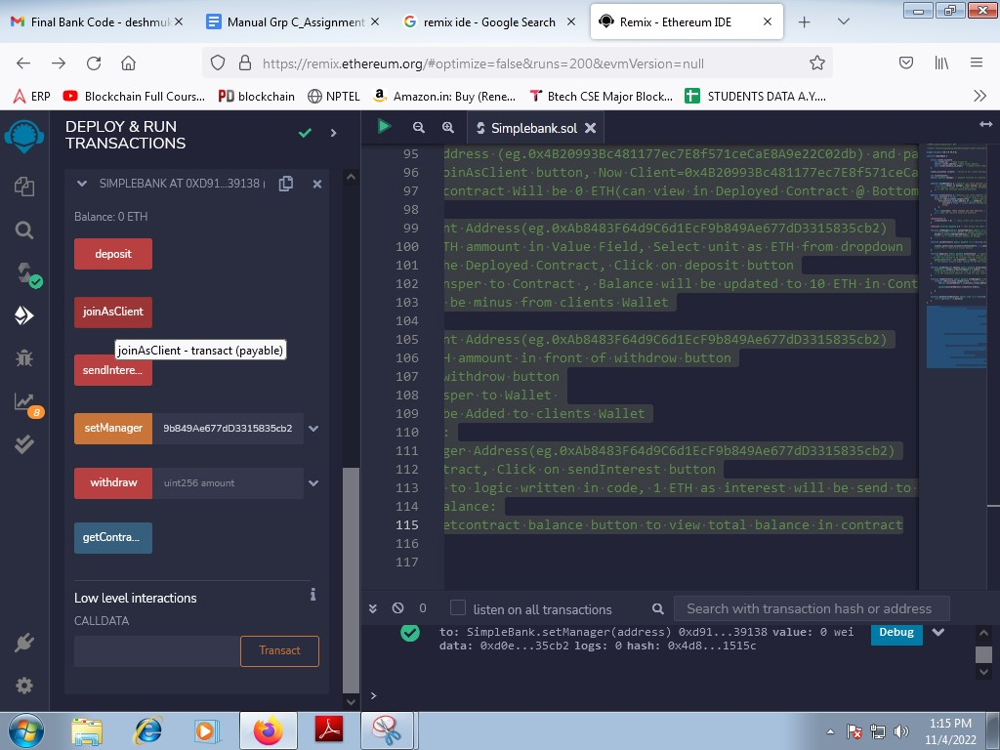 Final Bank Code - deshmuk
Manual Grp C_Assignment
remix ide - Google Search
Remix - Ethereum IDE
https://remix.ethereum.org/#optimize=false&runs=200&evmVersion=null
ERP
Blockchain Full Cours...
PD blockchain
NPTEL
Amazon.in: Buy (Rene...
Btech CSE Major Block...
STUDENTS DATA A.Y....
DEPLOY & RUN
TRANSACTIONS
SIMPLEBANK AT 0XD91...39138 (
Balance: 0 ETH
deposit
joinAsClient
joinAsClient - transact (payable)
sendIntere...
setManager 9b849Ae677dD3315835cb2
withdraw uint256 amount
getContra...
Low level interactions
CALLDATA
Transact
Simplebank.sol
95 ddress (eg.0x4B20993Bc481177ec7E8f571ceCaE8A9e22C02db) and pa
96 oinAsClient button, Now Client=0x4B20993Bc481177ec7E8f571ceCa
97 contract Will be 0 ETH(can view in Deployed Contract @ Bottom
98
99 nt Address(eg.0xAb8483F64d9C6d1EcF9b849Ae677dD3315835cb2)
100 TH ammount in Value Field, Select unit as ETH from dropdown
101 he Deployed Contract, Click on deposit button
102 nsper to Contract , Balance will be updated to 10 ETH in Cont
103 be minus from clients Wallet
104
105 nt Address(eg.0xAb8483F64d9C6d1EcF9b849Ae677dD3315835cb2)
106 H ammount in front of withdrow button
107 withdrow button
108 sper to Wallet
109 be Added to clients Wallet
110 :
111 ger Address(eg.0xAb8483F64d9C6d1EcF9b849Ae677dD3315835cb2)
112 tract, Click on sendInterest button
113 to logic written in code, 1 ETH as interest will be send to
114 alance:
115 etcontract balance button to view total balance in contract
116
117
0
listen on all transactions
Search with transaction hash or address
to: SimpleBank.setManager(address) 0xd91...39138 value: 0 wei
data: 0xd0e...35cb2 logs: 0 hash: 0x4d8...1515c
Debug
>
8
1:15 PM
11/4/2022